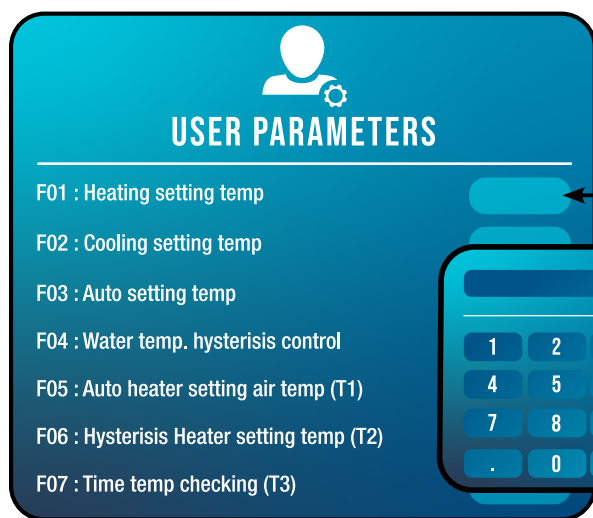 USER PARAMETERS
F01 : Heating setting temp
F02 : Cooling setting temp
F03 : Auto setting temp
F04 : Water temp. hysterisis control
F05 : Auto heater setting air temp (T1)
F06 : Hysterisis Heater setting temp (T2)
F07 : Time temp checking (T3)
1 2
4 5
7 8
. 0